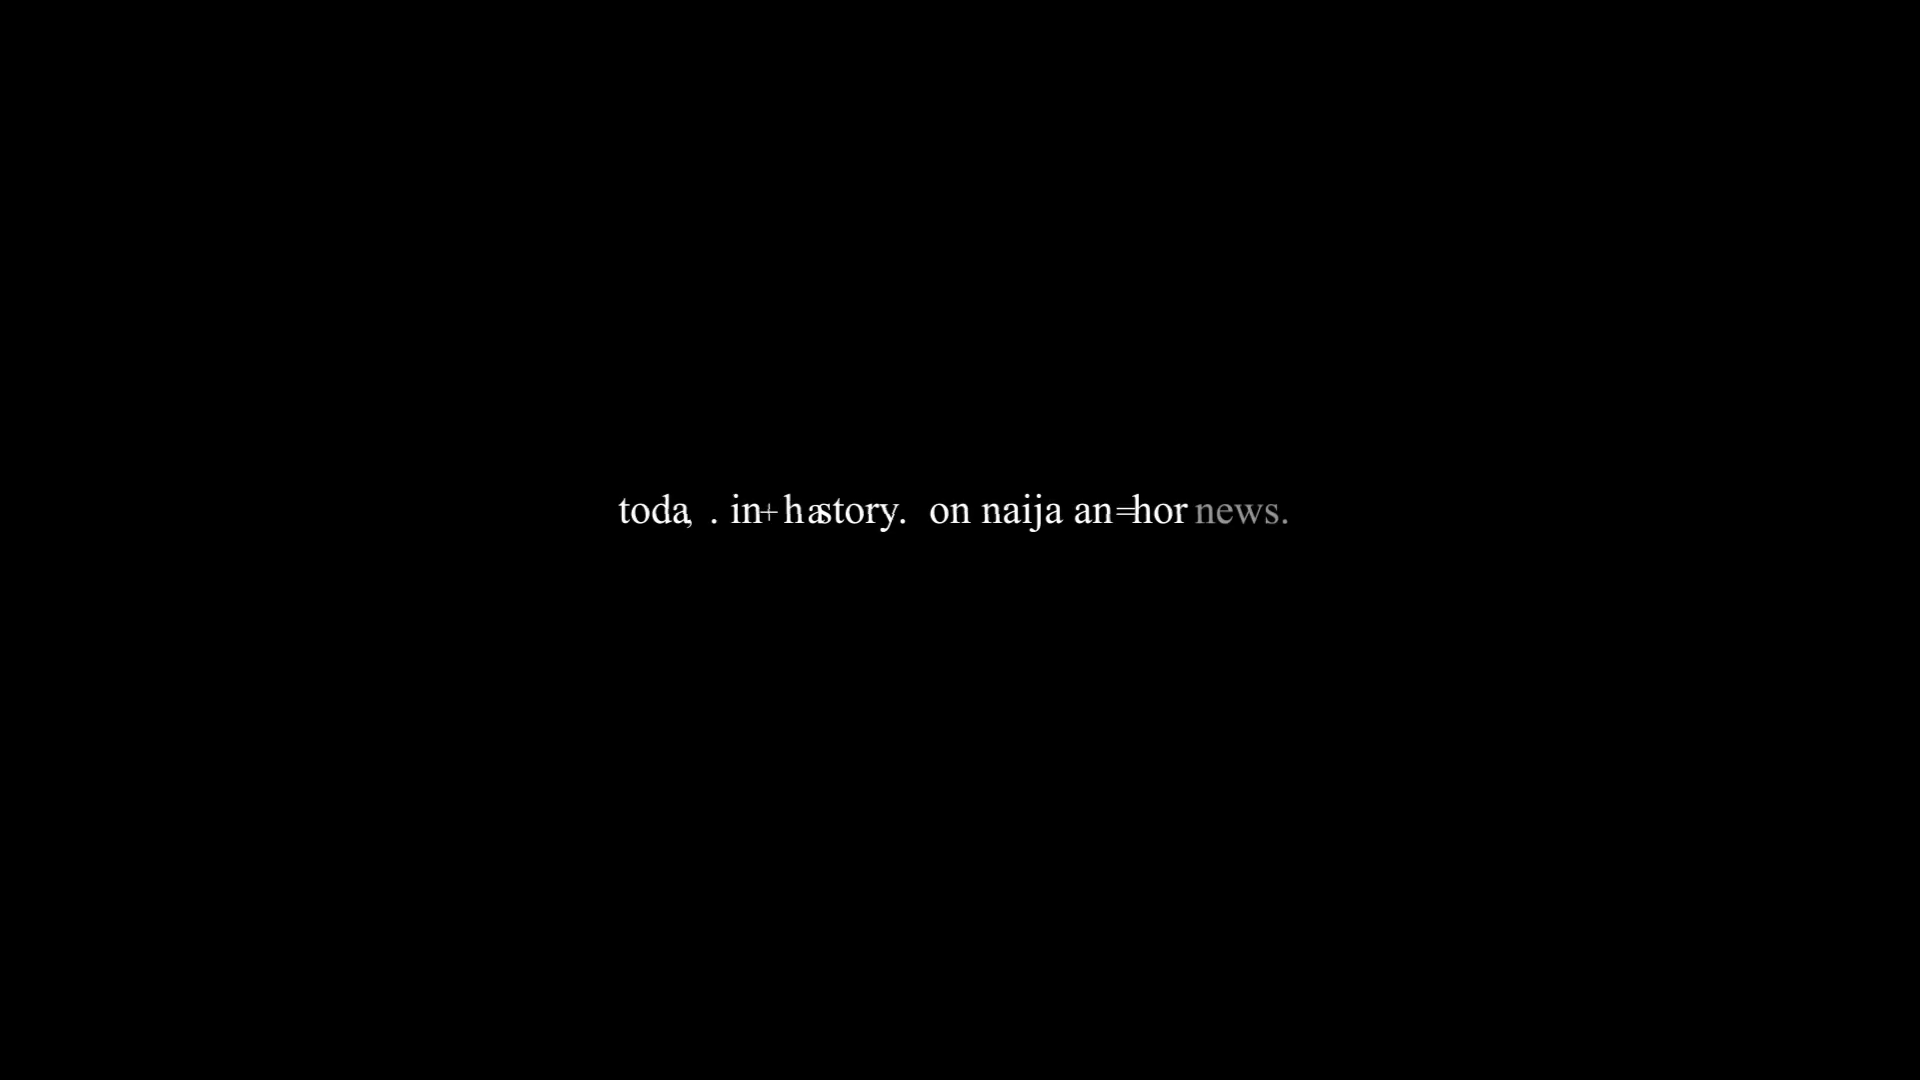 toda, . in+ hastory. on naija an=hor news.